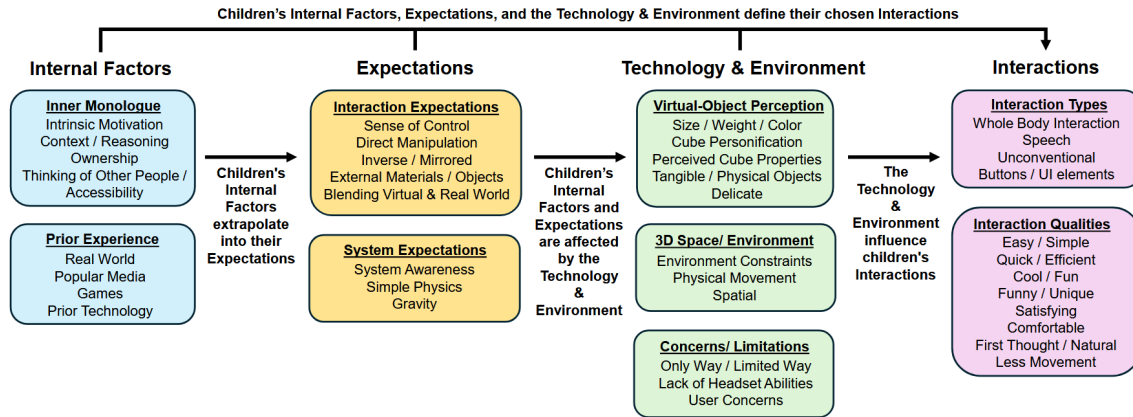 Children's Internal Factors, Expectations, and the Technology & Environment define their chosen Interactions
Internal Factors
Inner Monologue
Intrinsic Motivation
Context / Reasoning
Ownership
Thinking of Other People /
Accessibility
Prior Experience
Real World
Popular Media
Games
Prior Technology
Children's
Internal
Factors
extrapolate
into their
Expectations
Expectations
Interaction Expectations
Sense of Control
Direct Manipulation
Inverse / Mirrored
External Materials / Objects
Blending Virtual & Real World
System Expectations
System Awareness
Simple Physics
Gravity
Children's
Internal
Factors and
Expectations
are affected
by the
Technology
&
Environment
Technology & Environment
Virtual-Object Perception
Size / Weight / Color
Cube Personification
Perceived Cube Properties
Tangible / Physical Objects
Delicate
3D Space/ Environment
Environment Constraints
Physical Movement
Spatial
Concerns/ Limitations
Only Way / Limited Way
Lack of Headset Abilities
User Concerns
The
Technology
&
Environment
influence
children's
Interactions
Interactions
Interaction Types
Whole Body Interaction
Speech
Unconventional
Buttons / UI elements
Interaction Qualities
Easy / Simple
Quick / Efficient
Cool / Fun
Funny / Unique
Satisfying
Comfortable
First Thought / Natural
Less Movement